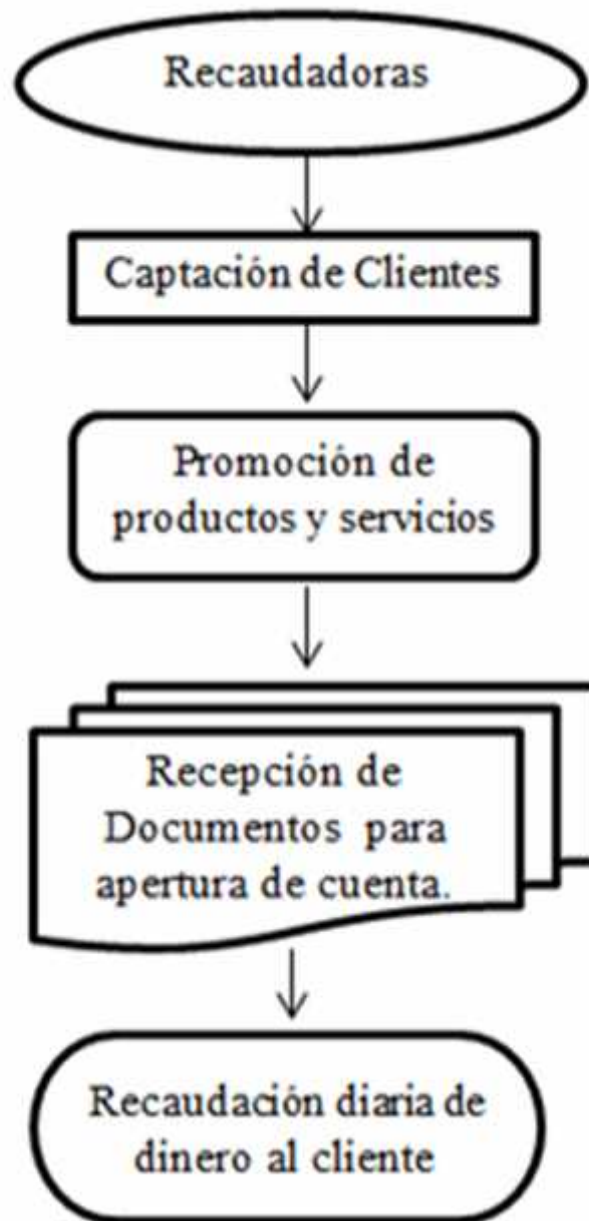 Recaudadoras
Captación de Clientes
Promoción de
productos y servicios
Recepción de
Documentos para
apertura de cuenta.
Recaudación diaria de
dinero al cliente